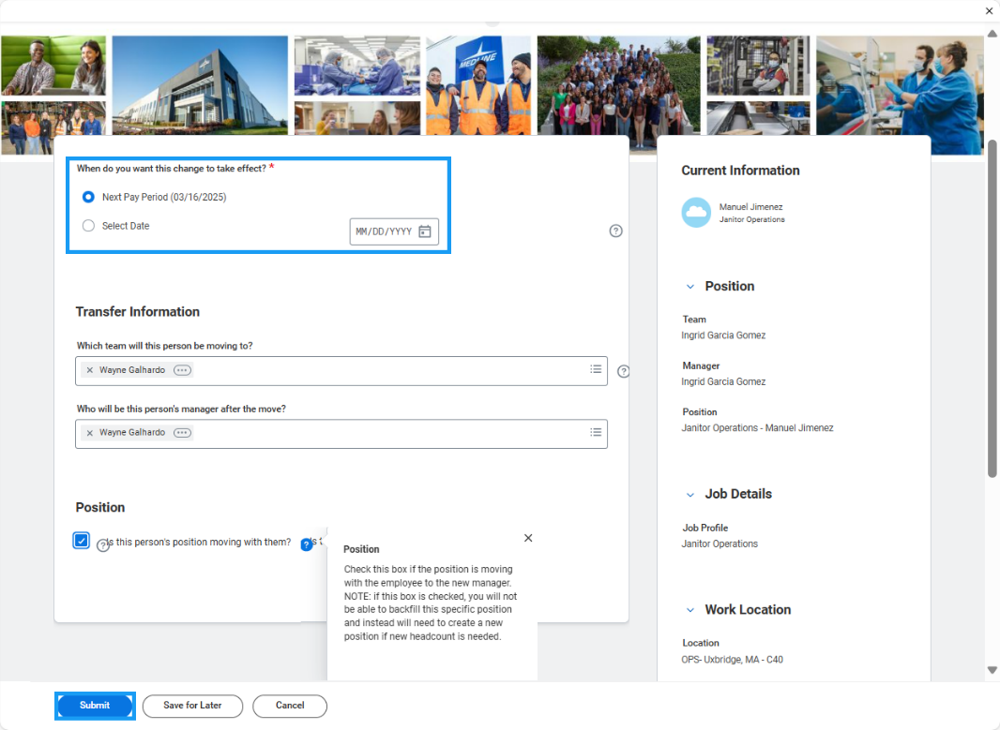 MEDLINE
When do you want this change to take effect? *
Next Pay Period (03/16/2025)
Select Date
MM/DD/YYYY
Transfer Information
Which team will this person be moving to?
Wayne Galhardo
Who will be this person's manager after the move?
Wayne Galhardo
Position
Is this person's position moving with them?
Position
Check this box if the position is moving
with the employee to the new manager.
NOTE: if this box is checked, you will not
be able to backfill this specific position
and instead will need to create a new
position if new headcount is needed.
Current Information
Manuel Jimenez
Janitor Operations
Position
Team
Ingrid Garcia Gomez
Manager
Ingrid Garcia Gomez
Position
Janitor Operations - Manuel Jimenez
Job Details
Job Profile
Janitor Operations
Work Location
Location
OPS- Uxbridge, MA - C40
Submit
Save for Later
Cancel